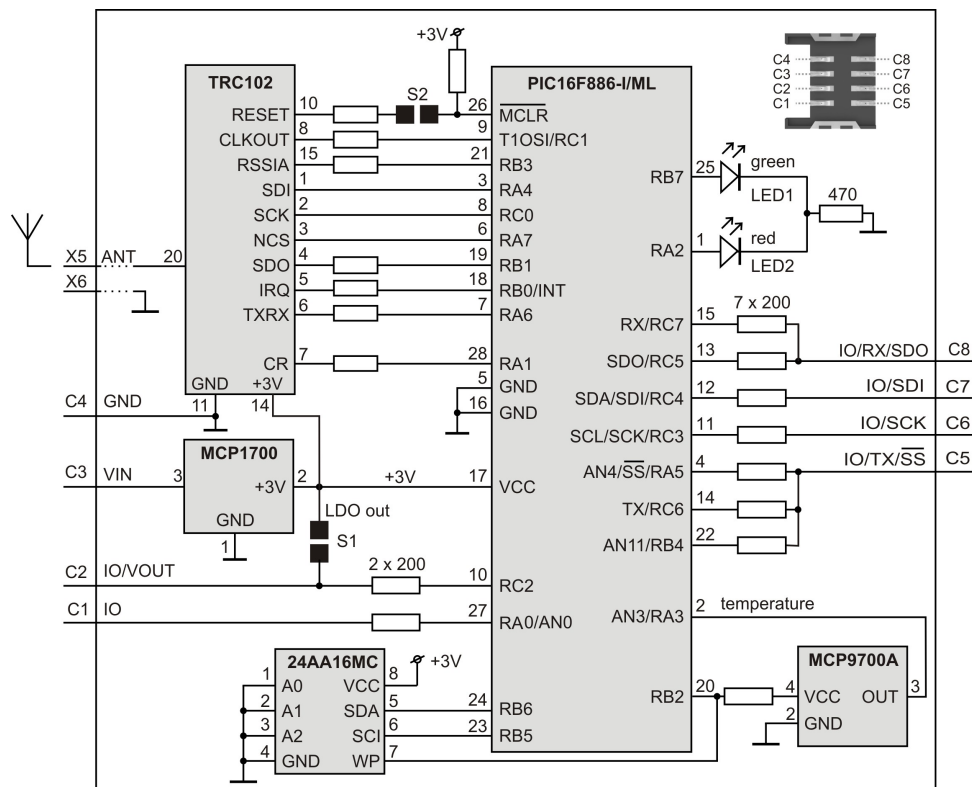 +3V
TRC102
PIC16F886-I/ML
C4 C8
C3 C7
C2 C6
C1 C5
RESET 10 S2 26 MCLR
CLKOUT 8 9 T1OSI/RC1
RSSIA 15 21 RB3
SDI 1 3 RA4
SCK 2 8 RC0
NCS 3 6 RA7
SDO 4 19 RB1
IRQ 5 18 RB0/INT
TXRX 6 7 RA6
CR 7 28 RA1
RB7 25 green
LED1
470
RA2 1 red
LED2
X5 ANT 20
X6
GND +3V
11 14
5 GND
16 GND
7 x 200
RX/RC7 15
SDO/RC5 13 IO/RX/SDO C8
SDA/SDI/RC4 12 IO/SDI C7
SCL/SCK/RC3 11 IO/SCK C6
AN4/SS/RA5 4 IO/TX/SS C5
TX/RC6 14
AN11/RB4 22
C4 GND
MCP1700
C3 VIN 3 +3V 2 +3V 17 VCC
GND
1
LDO out
S1
C2 IO/VOUT 2 x 200 10 RC2
C1 IO 27 RA0/AN0
AN3/RA3 2 temperature
24AA16MC
+3V
1 A0 VCC 8
2 A1 SDA 5 24 RB6
3 A2 SCI 6 23 RB5
4 GND WP 7
MCP9700A
RB2 20 4 VCC OUT 3
2 GND